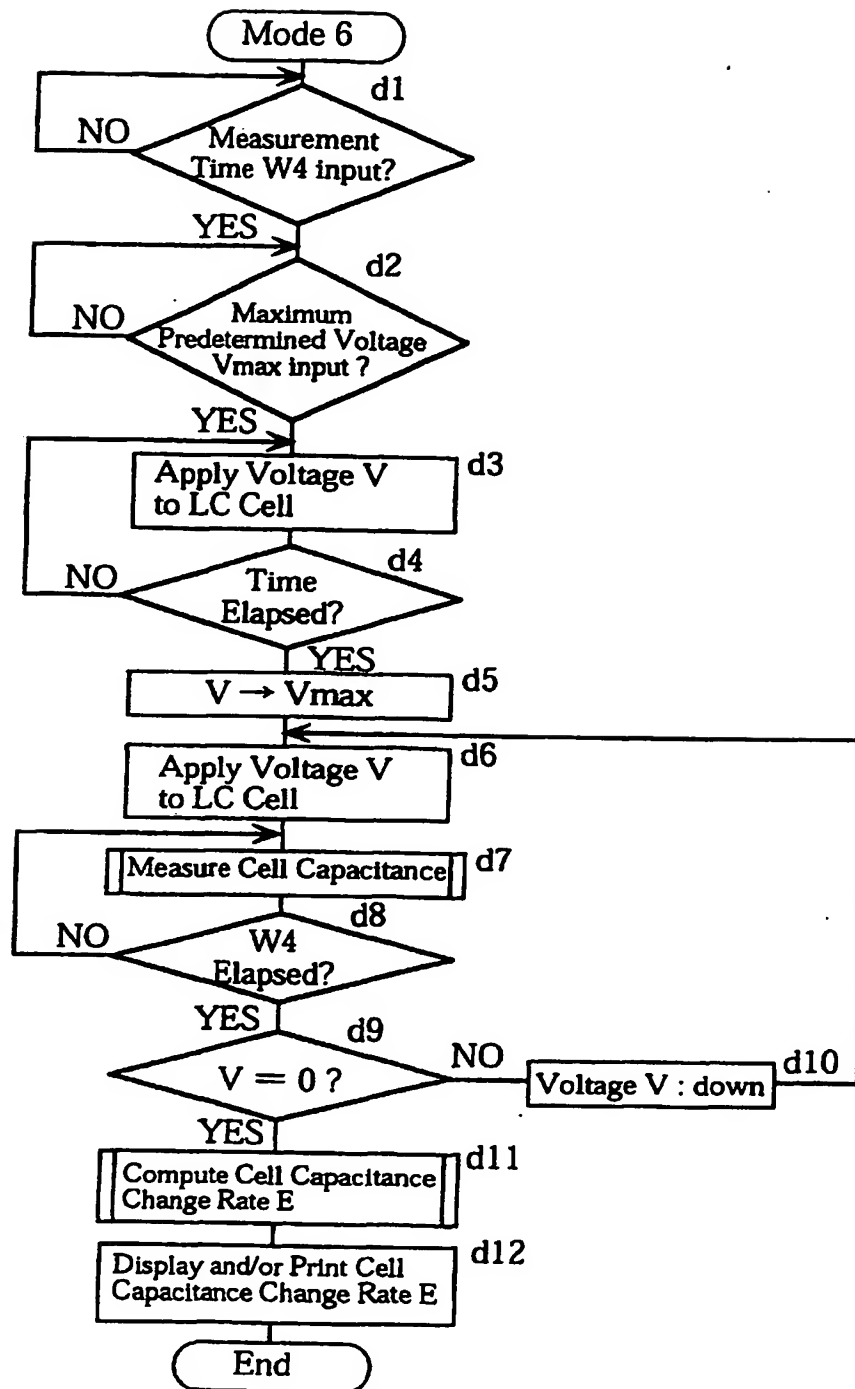 Mode 6
d1
NO
Measurement
Time W4 input?
YES
d2
NO
Maximum
Predetermined Voltage
Vmax input ?
YES
d3
Apply Voltage V
to LC Cell
d4
NO
Time
Elapsed?
YES
d5
V → Vmax
d6
Apply Voltage V
to LC Cell
d7
Measure Cell Capacitance
d8
NO
W4
Elapsed?
YES
d9
NO
V = 0 ?
d10
Voltage V : down
YES
d11
Compute Cell Capacitance
Change Rate E
d12
Display and/or Print Cell
Capacitance Change Rate E
End